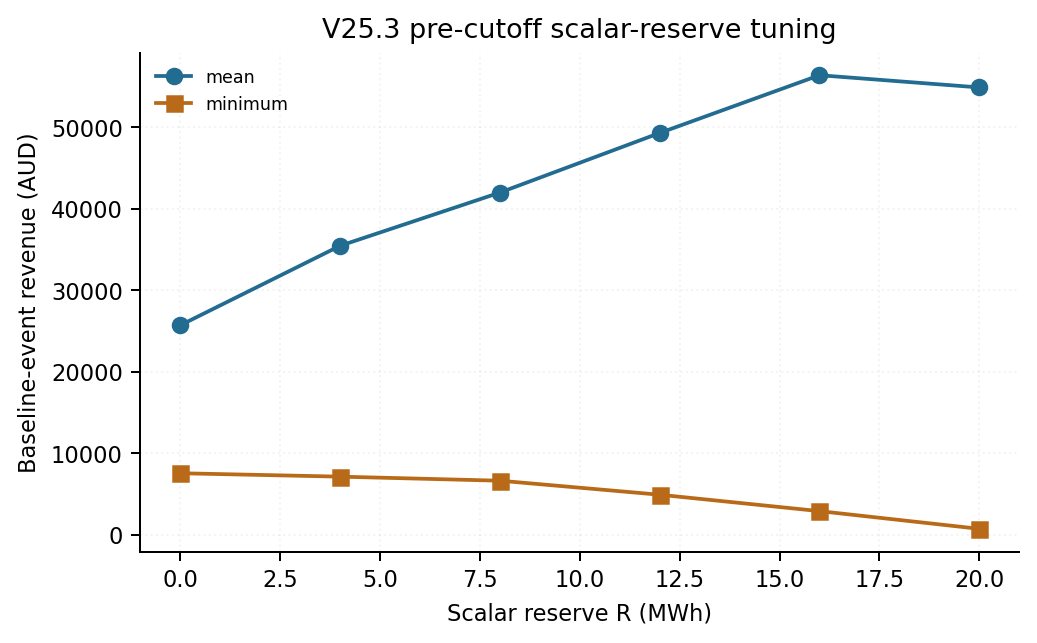 V25.3 pre-cutoff scalar-reserve tuning
mean
minimum
Baseline-event revenue (AUD)
50000
40000
30000
20000
10000
0
0.0 2.5 5.0 7.5 10.0 12.5 15.0 17.5 20.0
Scalar reserve R (MWh)